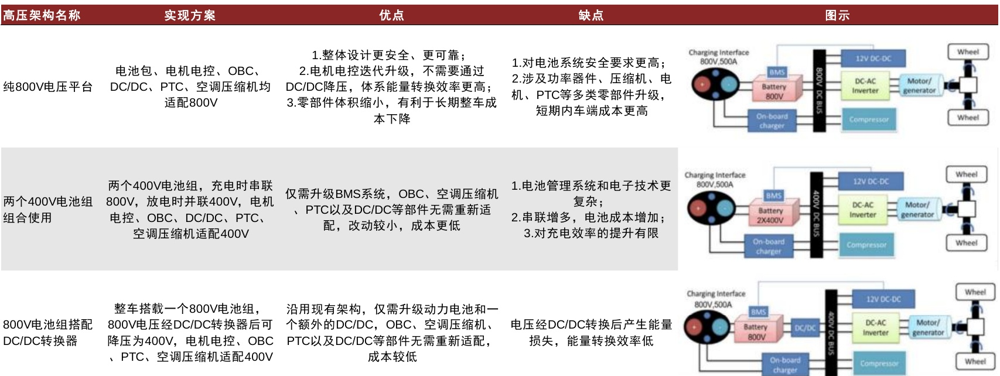 高压架构名称
实现方案
优点
缺点
图示
纯800V电压平台
电池包、电机电控、OBC、
DC/DC、PTC、空调压缩机均
适配800V
1.整体设计更安全、更可靠；
2.电机电控迭代升级，不需要通过
DC/DC降压，体系能量转换效率更高；
3.零部件体积缩小，有利于长期整车成
本下降
1.对电池系统安全要求更高；
2.涉及功率器件、压缩机、电
机、PTC等多类零部件升级，
短期内车端成本更高
Charging Interface
800V,500A
BMS
Battery
800V
On-board
charger
800V DC BUS
12V DC-DC
DC-AC
Inverter
Motor/
generator
Compressor
Wheel
Wheel
两个400V电池组
组合使用
两个400V电池组，充电时串联
800V，放电时并联400V，电机
电控、OBC、DC/DC、PTC、
空调压缩机适配400V
仅需升级BMS系统，OBC、空调压缩机
、PTC以及DC/DC等部件无需重新适
配，改动较小，成本更低
1.电池管理系统和电子技术更
复杂；
2.串联增多，电池成本增加；
3.对充电效率的提升有限
Charging Interface
800V,500A
BMS
Battery
2X400V
On-board
charger
400V DC BUS
12V DC-DC
DC-AC
Inverter
Motor/
generator
Compressor
Wheel
Wheel
800V电池组搭配
DC/DC转换器
整车搭载一个800V电池组，
800V电压经DC/DC转换器后可
降压为400V，电机电控、OBC
、PTC、空调压缩机适配400V
沿用现有架构，仅需升级动力电池和一
个额外的DC/DC，OBC、空调压缩机、
PTC以及DC/DC等部件无需重新适配，
成本较低
电压经DC/DC转换后产生能量
损失，能量转换效率低
Charging Interface
800V,500A
BMS
Battery
800V
DC/DC
On-board
charger
400V DC BUS
12V DC-DC
DC-AC
Inverter
Motor/
generator
Compressor
Wheel
Wheel